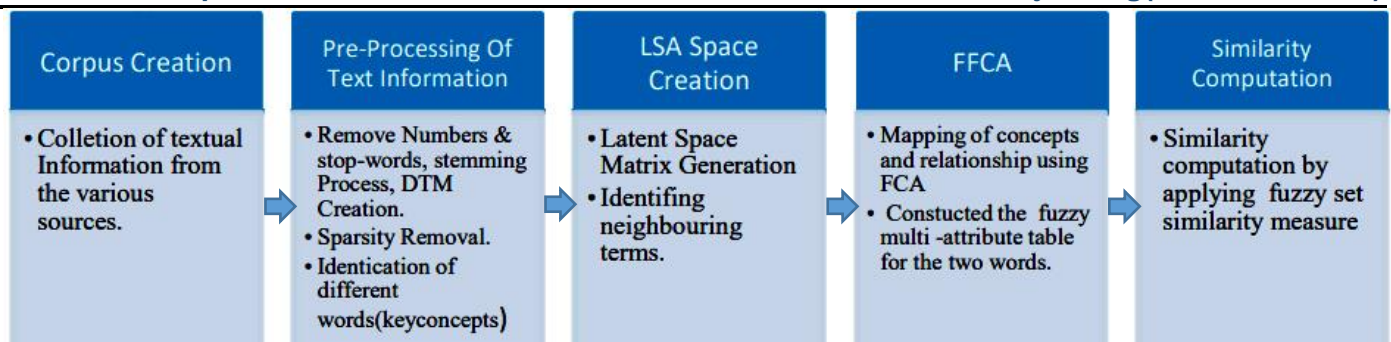 Corpus Creation
• Colletion of textual
Information from
the various
sources.
Pre-Processing Of
Text Information
• Remove Numbers &
stop-words, stemming
Process, DTM
Creation.
• Sparsity Removal.
• Identication of
different
words(keyconcepts)
LSA Space
Creation
• Latent Space
Matrix Generation
• Identifing
neighbouring
terms.
FFCA
• Mapping of concepts
and relationship using
FCA
• Constucted the fuzzy
multi -attribute table
for the two words.
Similarity
Computation
• Similarity
computation by
applying fuzzy set
similarity measure